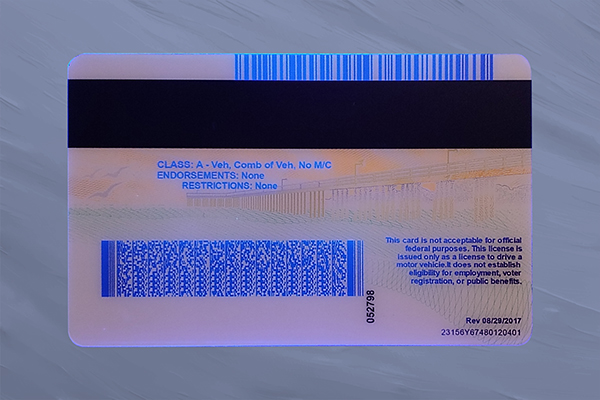 CLASS: A - Veh, Comb of Veh, No M/C
ENDORSEMENTS: None
RESTRICTIONS: None
This card is not acceptable for official
federal purposes. This license is
issued only as a license to drive a
motor vehicle.It does not establish
eligibility for employment, voter
registration, or public benefits.
052798
Rev 08/29/2017
23156Y67480120401